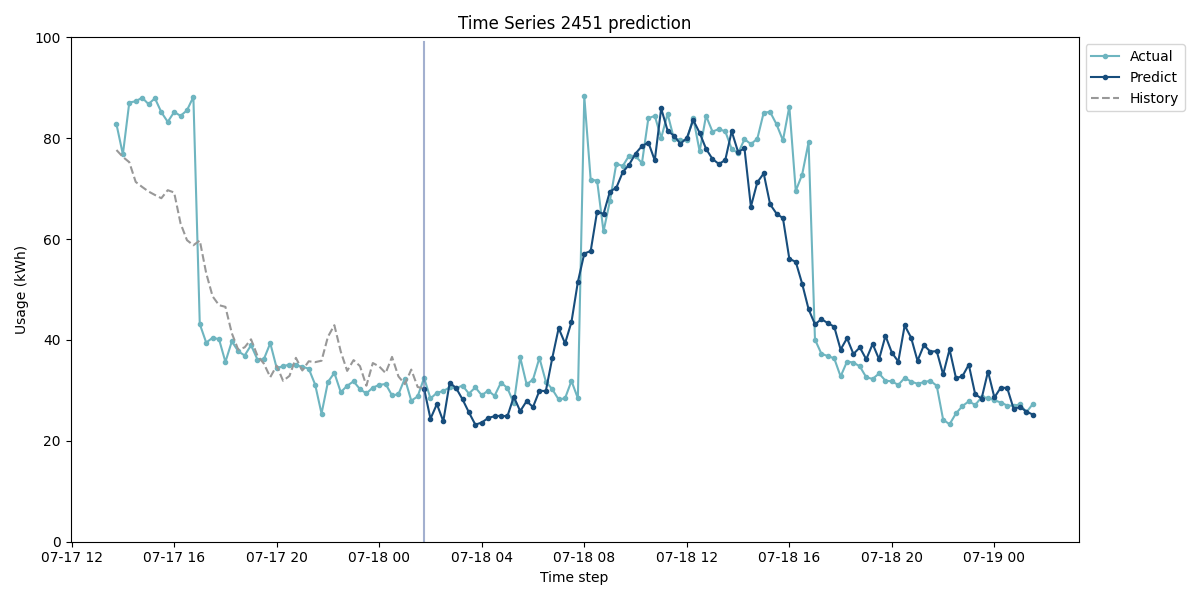 Time Series 2451 prediction
100
80
60
40
20
0
Usage (kWh)
07-17 12
07-17 16
07-17 20
07-18 00
07-18 04
07-18 08
07-18 12
07-18 16
07-18 20
07-19 00
Time step
Actual
Predict
History